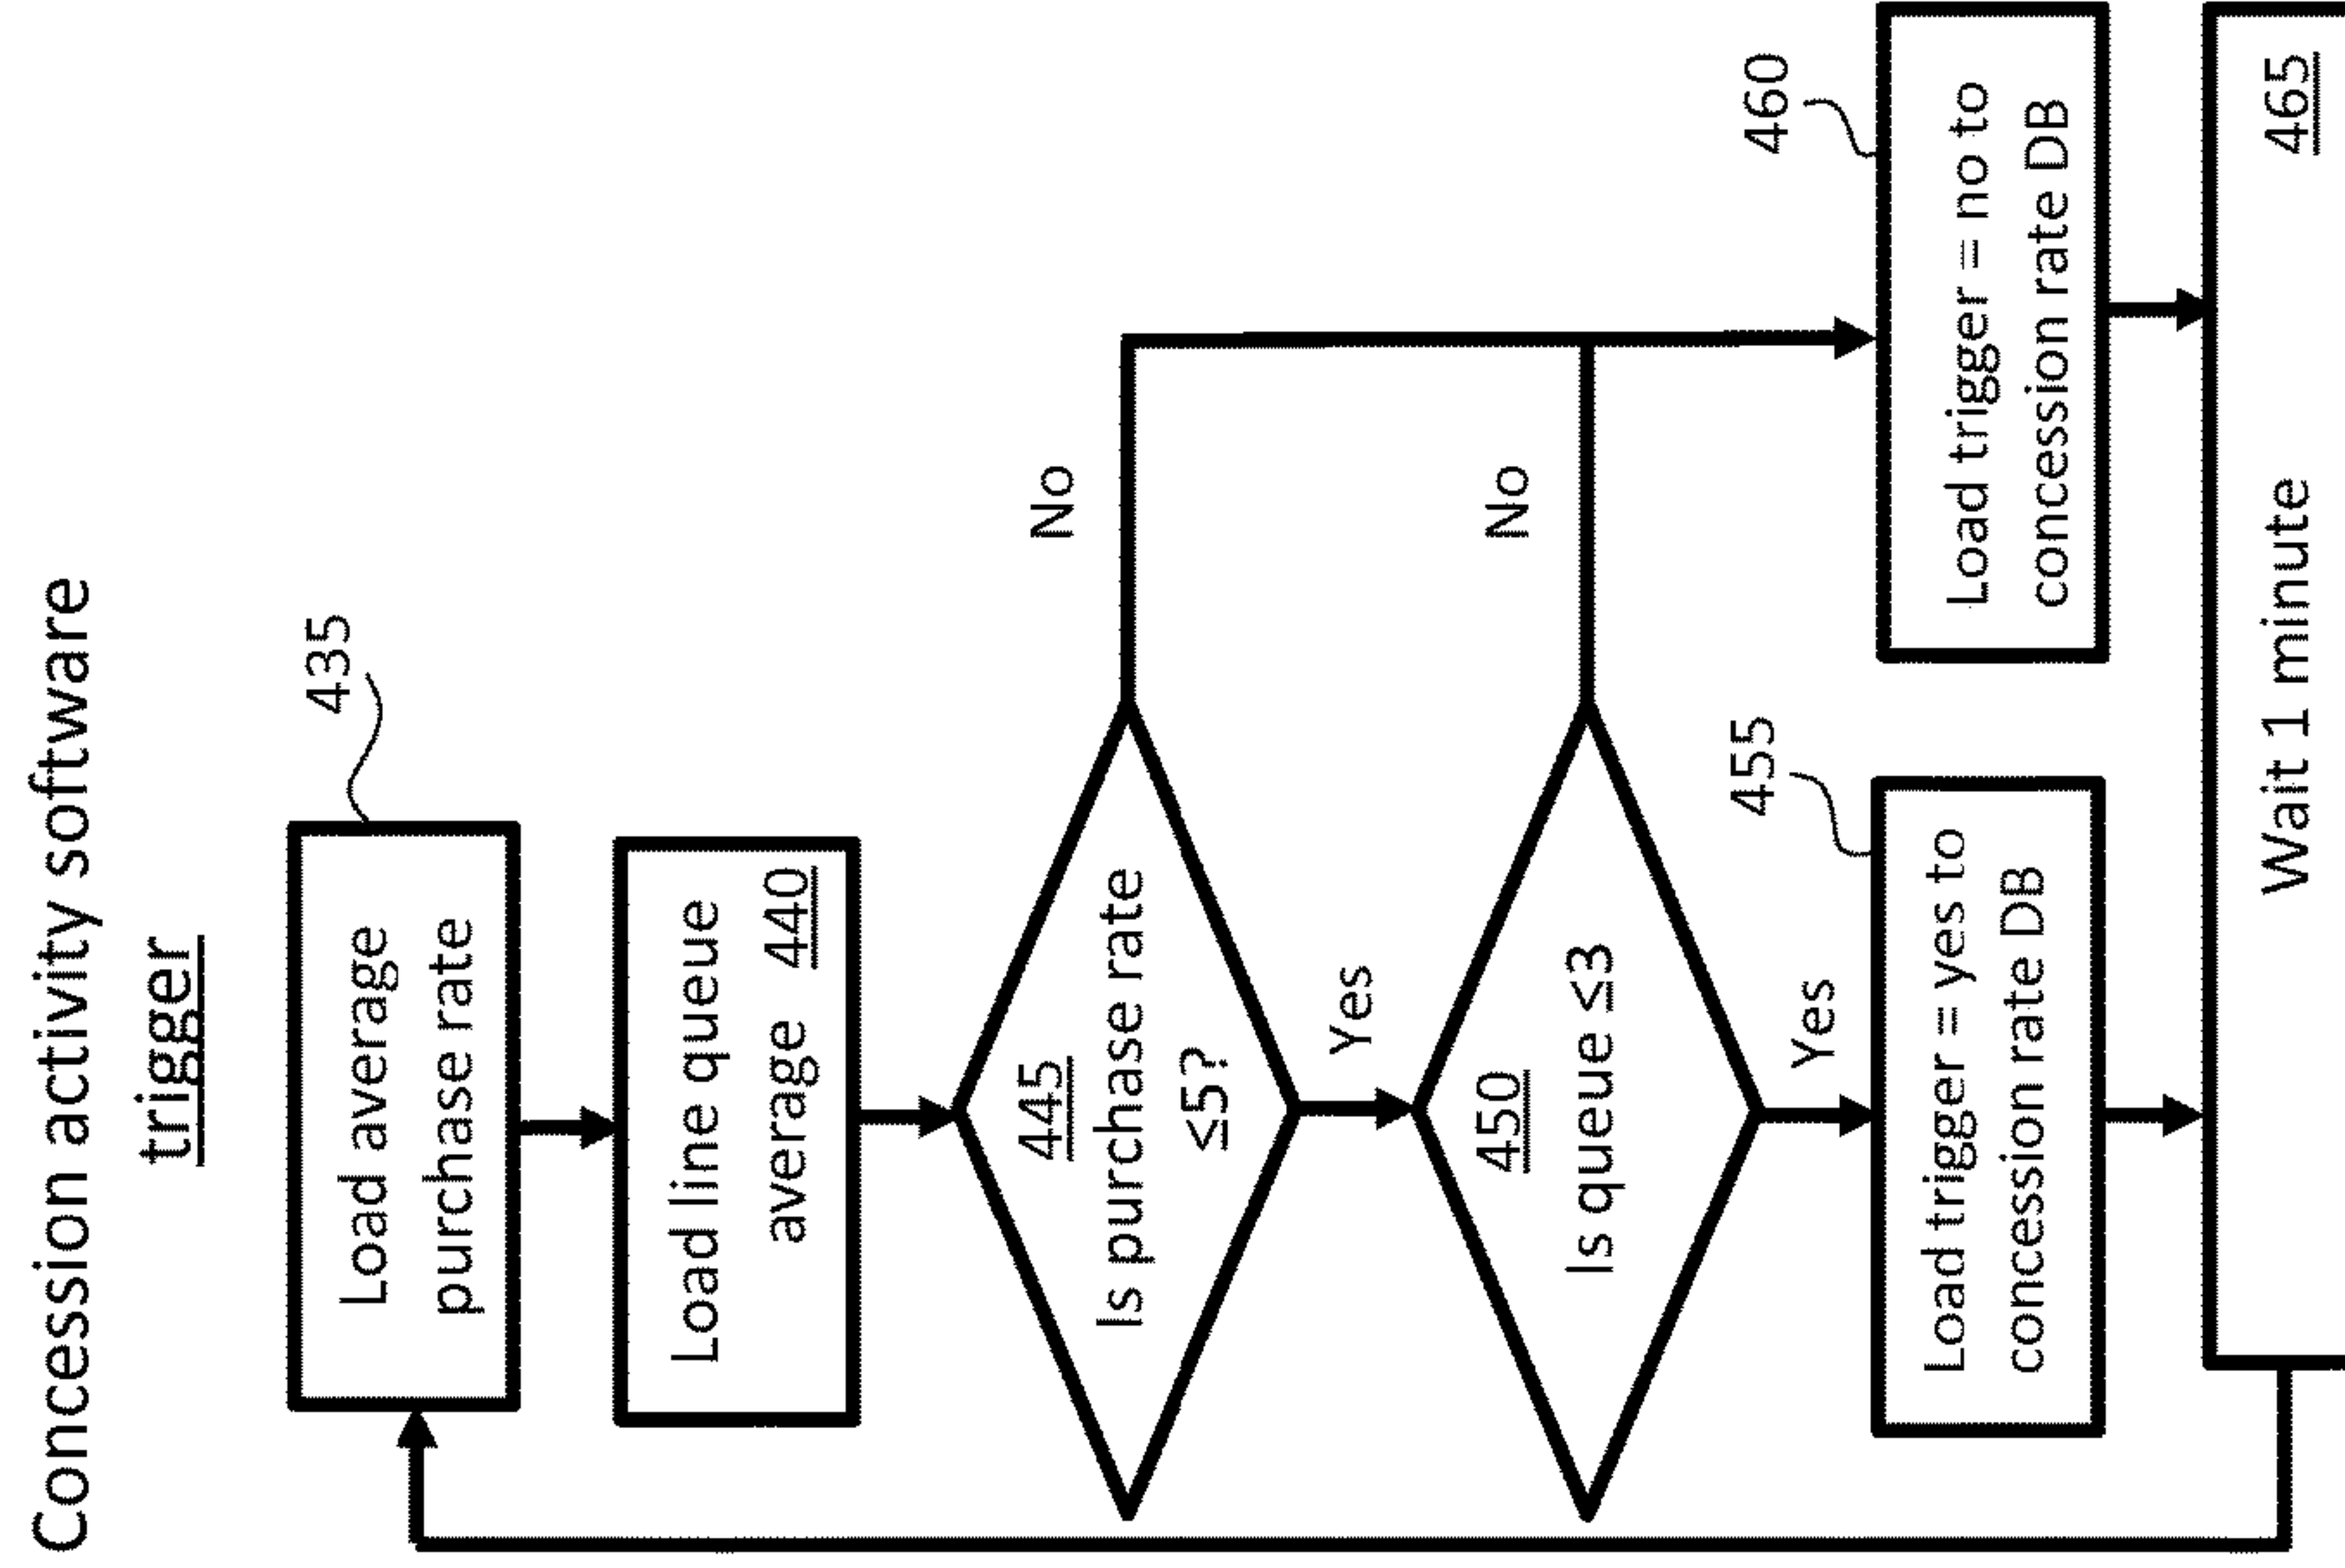 Concession activity software
trigger
435
Load average
purchase rate
Load line queue
average 440
445
Is purchase rate
≤5?
No
Yes
450
Is queue ≤3
No
Yes
455
Load trigger = yes to
concession rate DB
460
Load trigger = no to
concession rate DB
Wait 1 minute 465